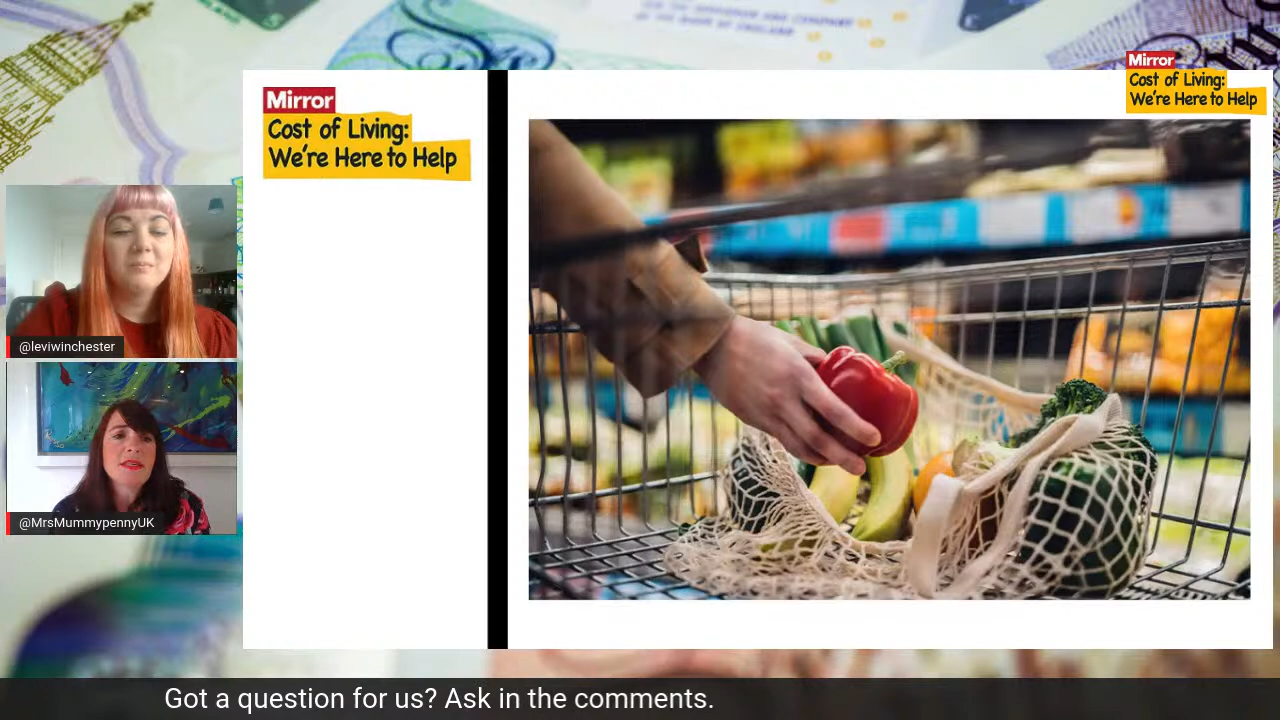 Mirror
Cost of Living:
We're Here to Help
Mirror
Cost of Living:
We're Here to Help
@leviwinchester
@MrsMummypennyUK
Got a question for us? Ask in the comments.